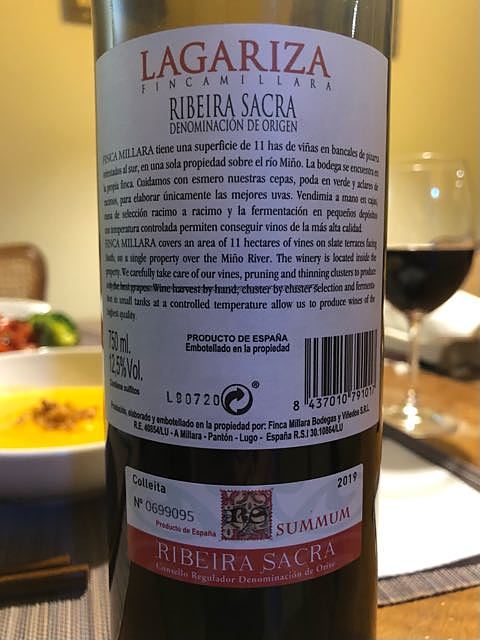 LAGARIZA
FINCAMILLARA
RIBEIRA SACRA
DENOMINACIÓN DE ORIGEN
FINCA MILLARA tiene una superficie de 11 has de viñas en bancales de pizarra
orientados al sur, en una sola propiedad sobre el río Miño. La bodega se encuentra en
la propia finca. Cuidamos con esmero nuestras cepas, poda en verde y aclareo de
racimos, para elaborar únicamente las mejores uvas. Vendimia a mano en cajas,
mesa de selección racimo a racimo y la fermentación en pequeños depósitos
con temperatura controlada permiten conseguir vinos de la más alta calidad.
FINCA MILLARA covers an area of 11 hectares of vines on slate terraces facing
South, on a single property over the Miño River. The winery is located inside the
property. We carefully take care of our vines, pruning and thinning clusters to produce
only the best grapes. Wine harvest by hand, cluster by cluster selection and fermenta-
tion in small tanks at a controlled temperature allow us to produce wines of the
highest quality.
750 ml.
12,5% Vol.
Contiene sulfitos
PRODUCTO DE ESPAÑA
Embotellado en la propiedad
L80720
®
8 437010 791017
Producido, elaborado y embotellado en la propiedad por: Finca Millara Bodegas y Viñedos S.R.L.
R.E. 40854/LU - A Millara - Pantón - Lugo - España R.S.I 30.10864/LU
Colleita
2019
Nº 0699095
Producto de España
SUMMUM
RIBEIRA SACRA
Consello Regulador Denominación de Orixe